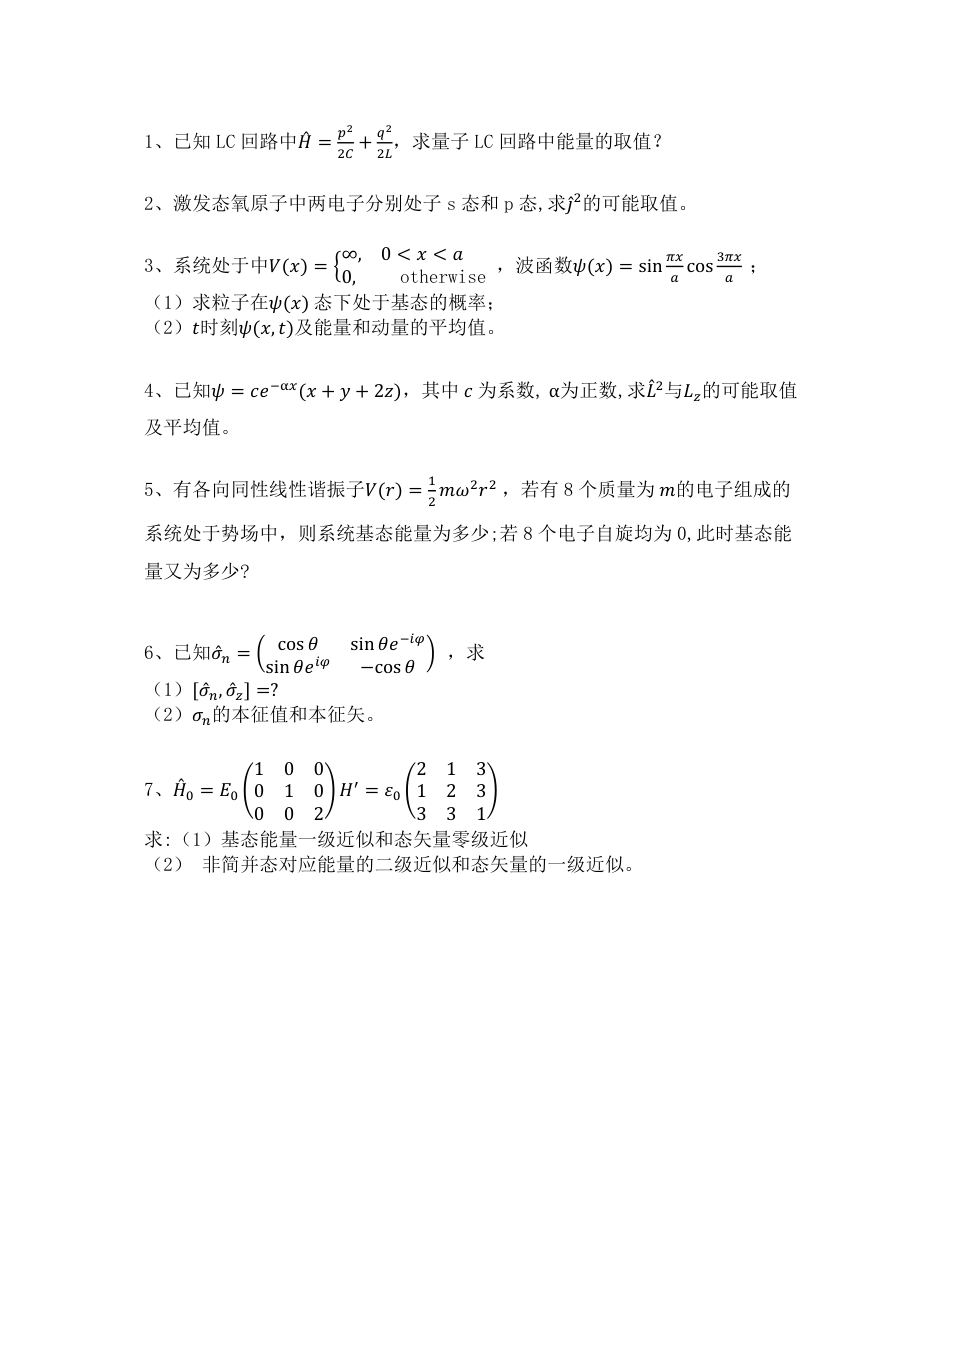 1、已知 LC 回路中Ĥ = p²/2C + q²/2L，求量子 LC 回路中能量的取值？
2、激发态氧原子中两电子分别处子 s 态和 p 态,求ĵ²的可能取值。
3、系统处于中V(x) = {∞, 0 < x < a; 0, otherwise ，波函数ψ(x) = sin πx/a cos 3πx/a ；
（1）求粒子在ψ(x) 态下处于基态的概率；
（2）t时刻ψ(x, t)及能量和动量的平均值。
4、已知ψ = ce^(−αx)(x + y + 2z)，其中 c 为系数, α为正数,求L̂²与L_z的可能取值
及平均值。
5、有各向同性线性谐振子V(r) = 1/2 mω²r² ，若有 8 个质量为 m的电子组成的
系统处于势场中，则系统基态能量为多少;若 8 个电子自旋均为 0,此时基态能
量又为多少?
6、已知σ̂_n = (cos θ sin θe^(−iφ); sin θe^(iφ) −cos θ) ，求
（1）[σ̂_n, σ̂_z] =?
（2）σ_n的本征值和本征矢。
7、Ĥ₀ = E₀ (1 0 0; 0 1 0; 0 0 2) H′ = ε₀ (2 1 3; 1 2 3; 3 3 1)
求:（1）基态能量一级近似和态矢量零级近似
（2） 非简并态对应能量的二级近似和态矢量的一级近似。